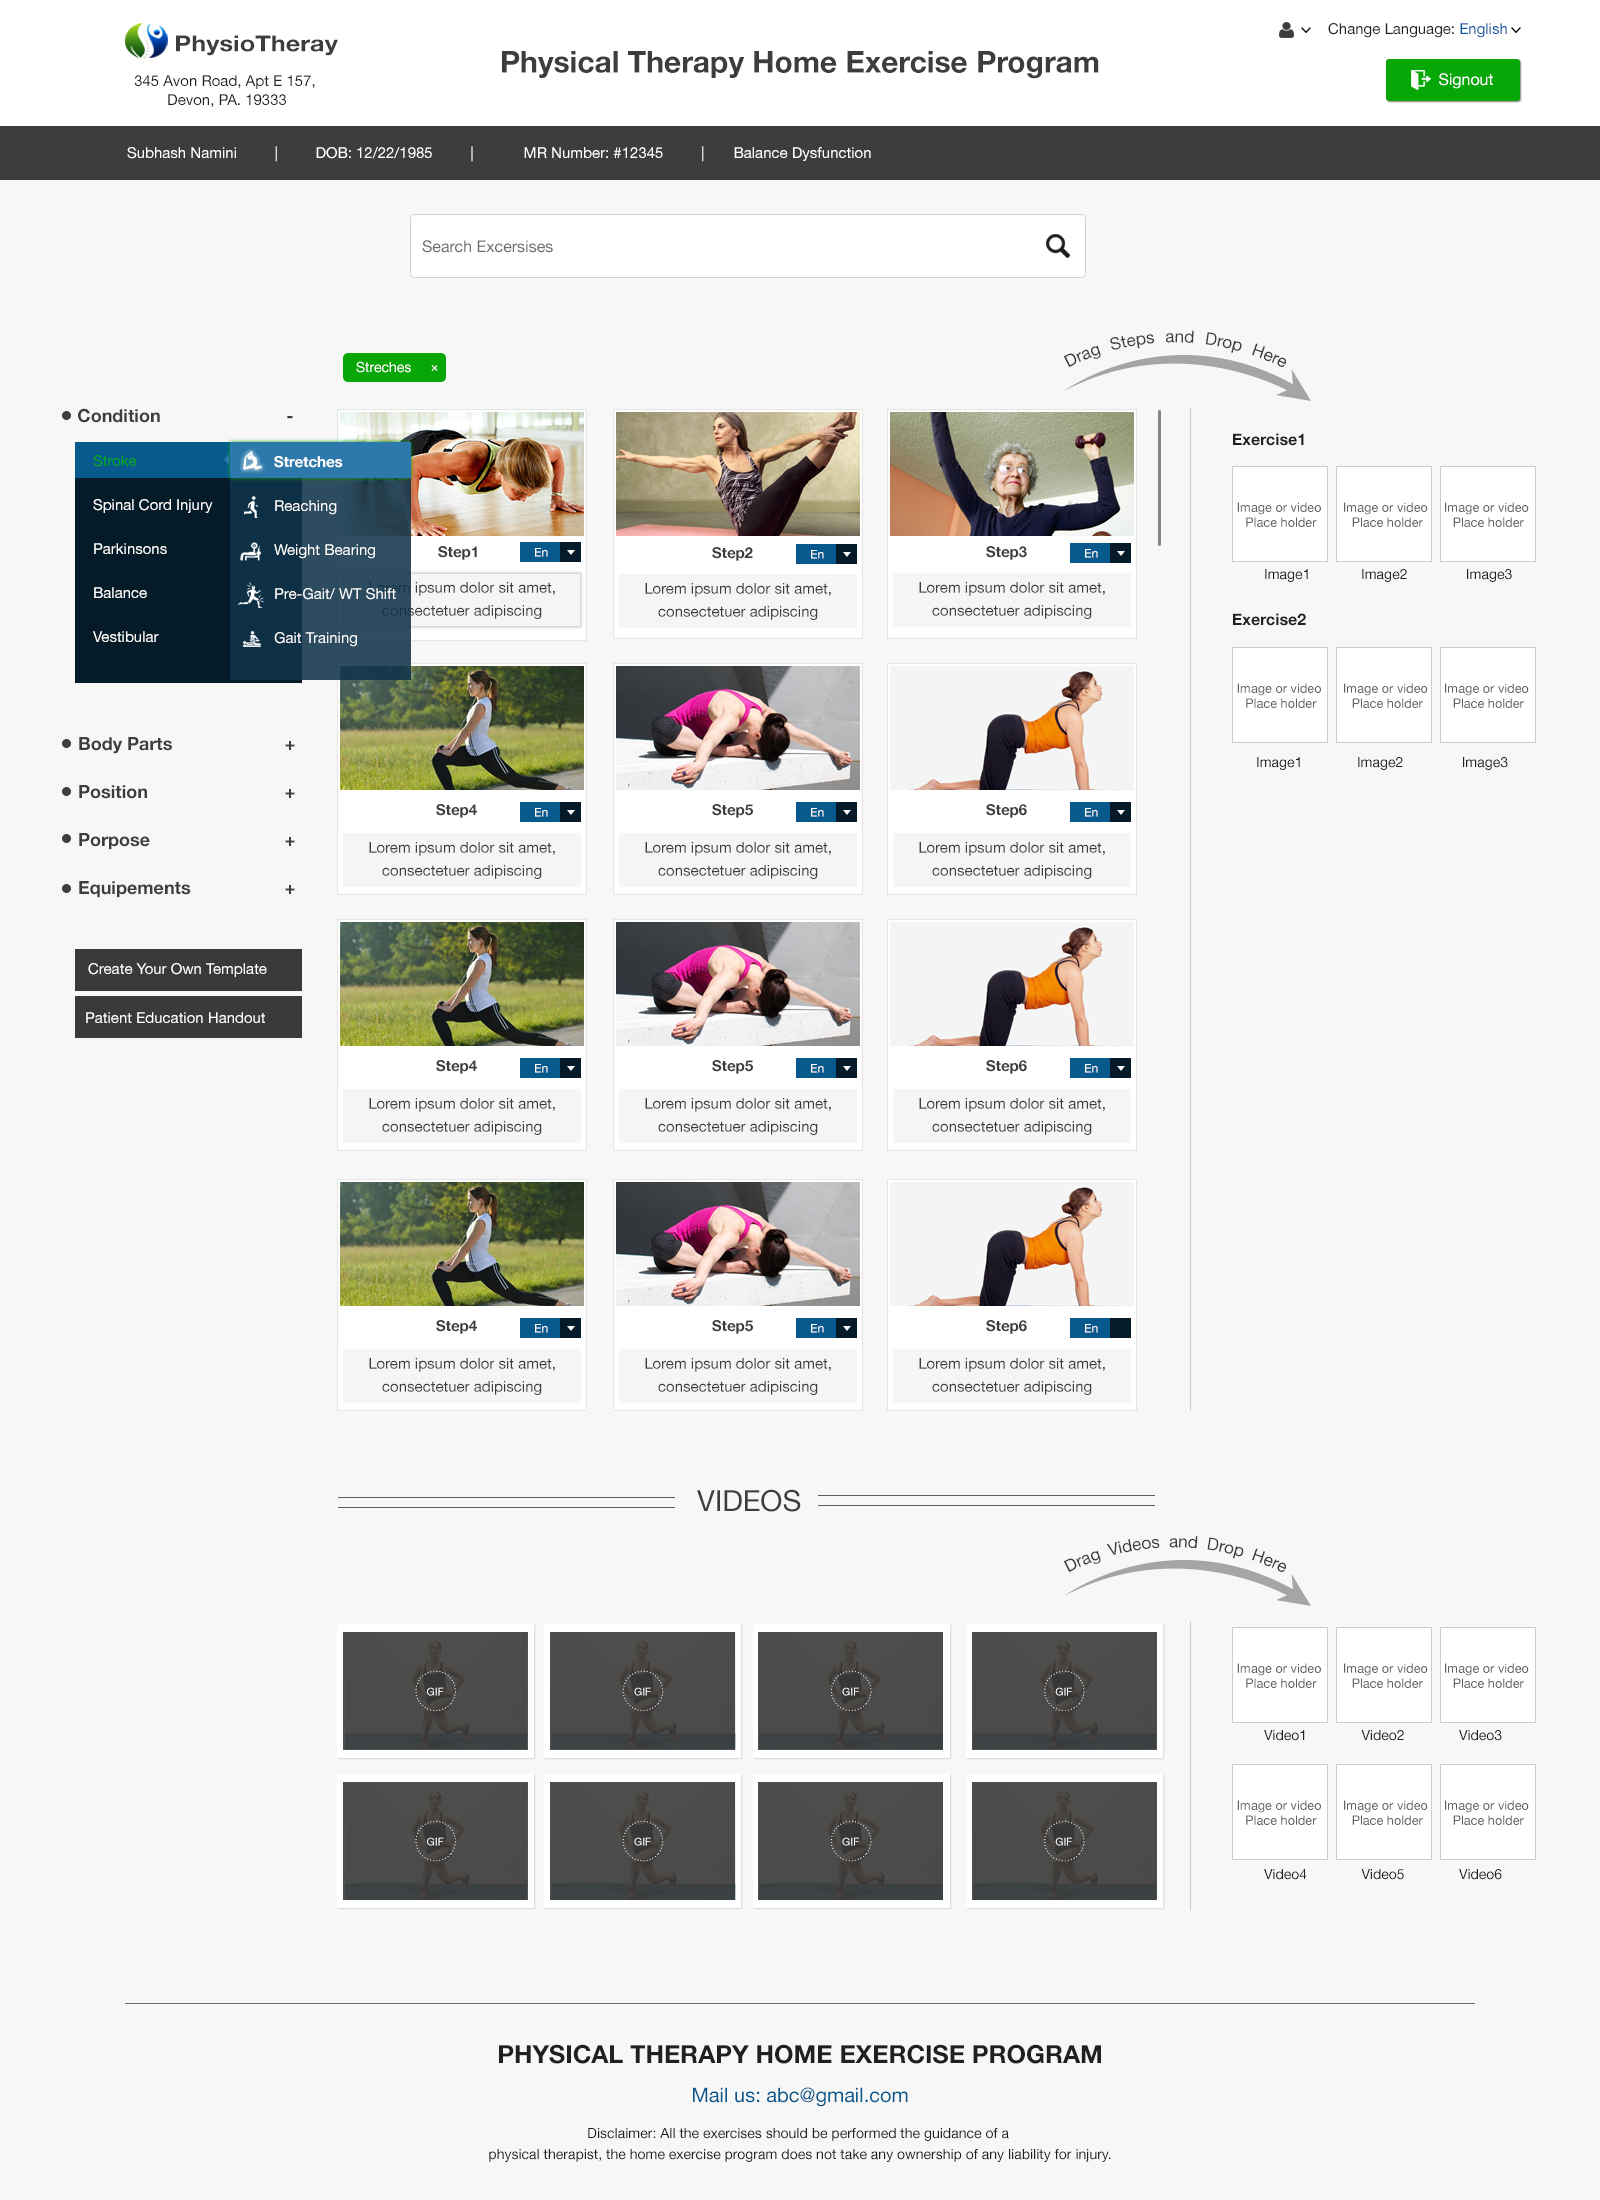 PhysioTheray
345 Avon Road, Apt E 157,
Devon, PA. 19333
Physical Therapy Home Exercise Program
Change Language: English
Signout
Subhash Namini | DOB: 12/22/1985 | MR Number: #12345 | Balance Dysfunction
Search Excersises
Streches ×
Drag Steps and Drop Here
Condition -
Stroke
Spinal Cord Injury
Parkinsons
Balance
Vestibular
Stretches
Reaching
Weight Bearing
Pre-Gait/ WT Shift
Gait Training
Body Parts +
Position +
Porpose +
Equipements +
Create Your Own Template
Patient Education Handout
Step1 En
Lorem ipsum dolor sit amet,
consectetuer adipiscing
Step2 En
Lorem ipsum dolor sit amet,
consectetuer adipiscing
Step3 En
Lorem ipsum dolor sit amet,
consectetuer adipiscing
Step4 En
Lorem ipsum dolor sit amet,
consectetuer adipiscing
Step5 En
Lorem ipsum dolor sit amet,
consectetuer adipiscing
Step6 En
Lorem ipsum dolor sit amet,
consectetuer adipiscing
Step4 En
Lorem ipsum dolor sit amet,
consectetuer adipiscing
Step5 En
Lorem ipsum dolor sit amet,
consectetuer adipiscing
Step6 En
Lorem ipsum dolor sit amet,
consectetuer adipiscing
Step4 En
Lorem ipsum dolor sit amet,
consectetuer adipiscing
Step5 En
Lorem ipsum dolor sit amet,
consectetuer adipiscing
Step6 En
Lorem ipsum dolor sit amet,
consectetuer adipiscing
Exercise1
Image or video
Place holder
Image or video
Place holder
Image or video
Place holder
Image1 Image2 Image3
Exercise2
Image or video
Place holder
Image or video
Place holder
Image or video
Place holder
Image1 Image2 Image3
VIDEOS
Drag Videos and Drop Here
GIF GIF GIF GIF
GIF GIF GIF GIF
Image or video
Place holder
Image or video
Place holder
Image or video
Place holder
Video1 Video2 Video3
Image or video
Place holder
Image or video
Place holder
Image or video
Place holder
Video4 Video5 Video6
PHYSICAL THERAPY HOME EXERCISE PROGRAM
Mail us: abc@gmail.com
Disclaimer: All the exercises should be performed the guidance of a
physical therapist, the home exercise program does not take any ownership of any liability for injury.